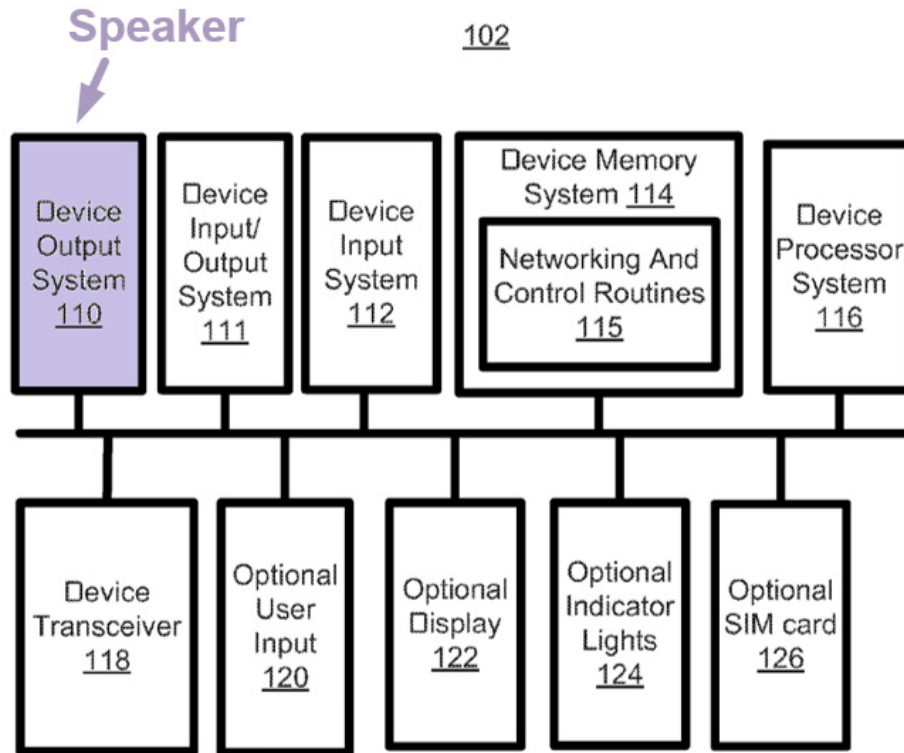 Speaker
102
Device
Output
System
110
Device
Input/
Output
System
111
Device
Input
System
112
Device Memory
System 114
Networking And
Control Routines
115
Device
Processor
System
116
Device
Transceiver
118
Optional
User
Input
120
Optional
Display
122
Optional
Indicator
Lights
124
Optional
SIM card
126